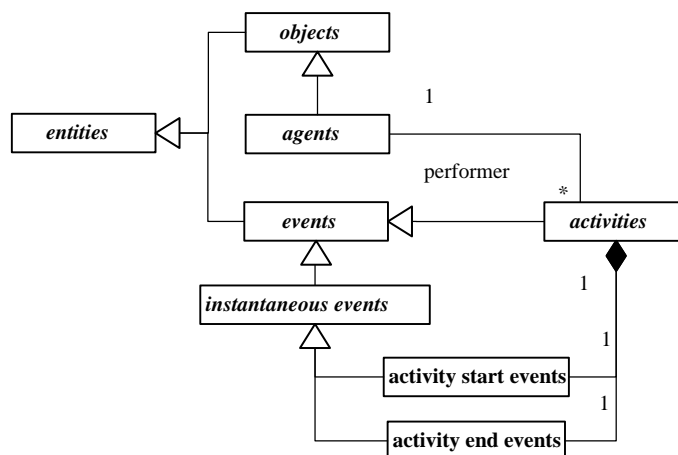 objects
1
entities
agents
performer
*
events
activities
1
instantaneous events
1
activity start events
1
activity end events